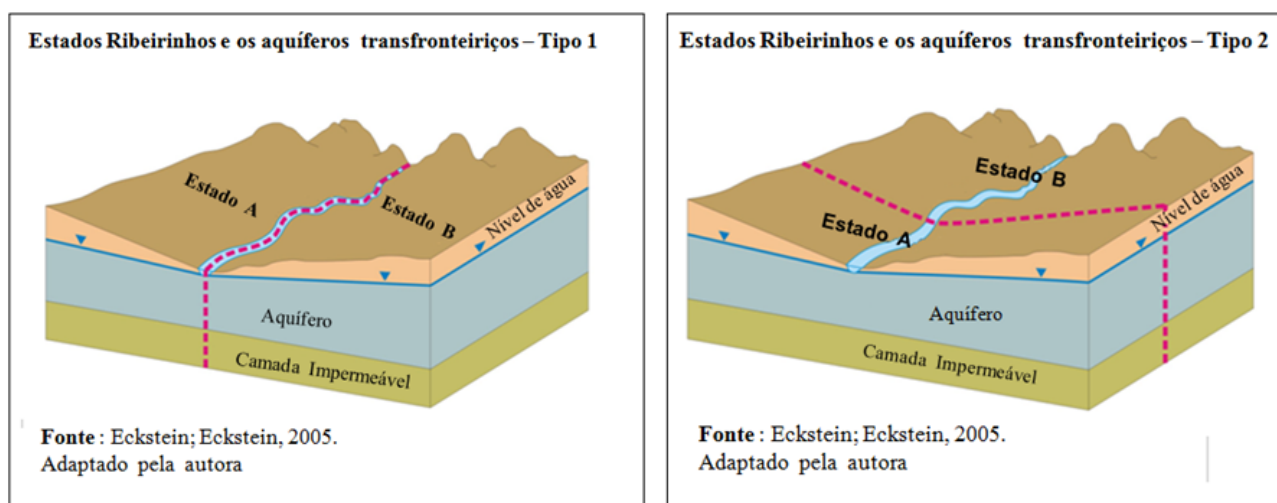 Estados Ribeirinhos e os aquíferos transfronteiriços – Tipo 1
Estado A
Estado B
Nível de água
Aquífero
Camada Impermeável
Fonte : Eckstein; Eckstein, 2005.
Adaptado pela autora
Estados Ribeirinhos e os aquíferos transfronteiriços – Tipo 2
Estado B
Estado A
Nível de água
Aquífero
Camada Impermeável
Fonte : Eckstein; Eckstein, 2005.
Adaptado pela autora